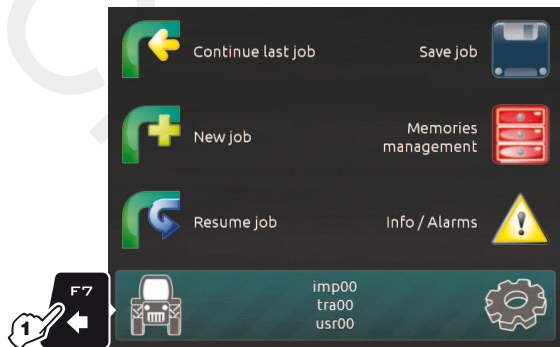 Continue last job
Save job
New job
Memories
management
Resume job
Info / Alarms
F7
1
imp00
tra00
usr00